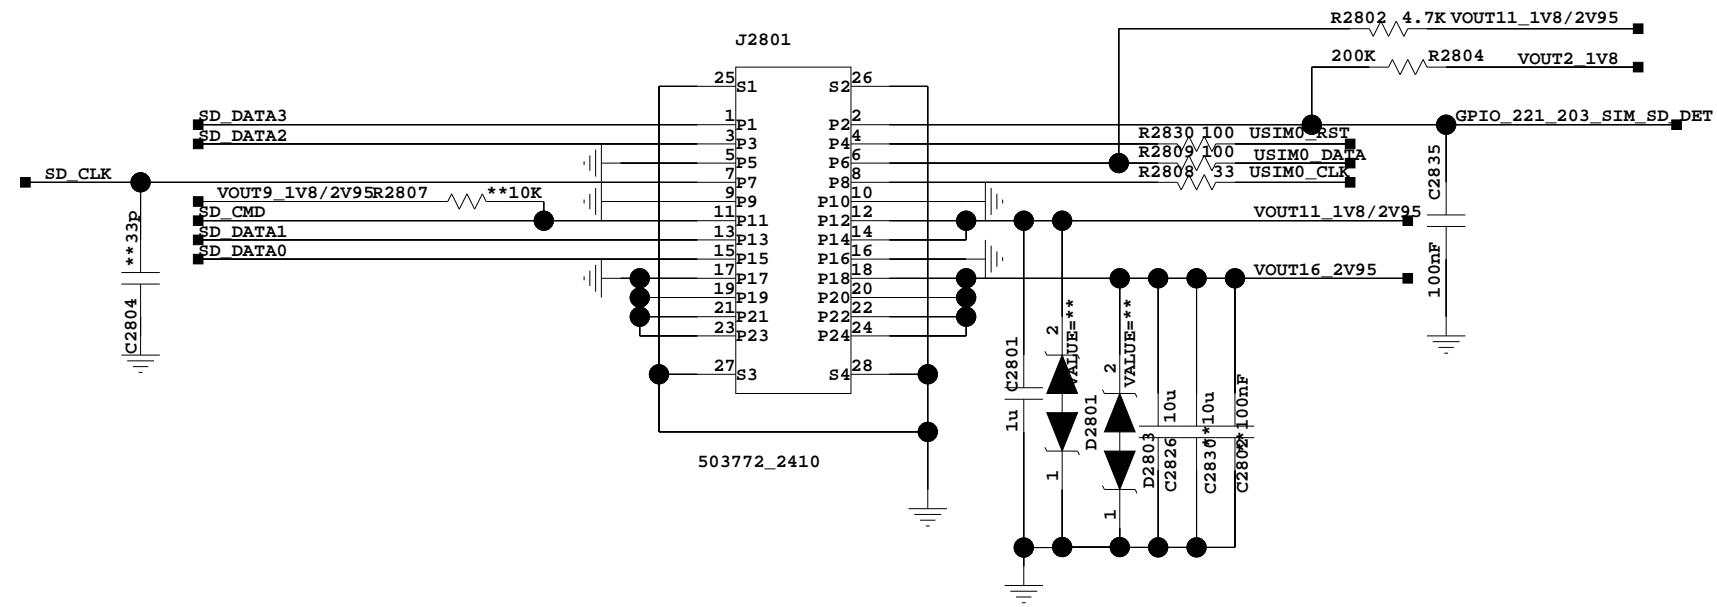 R2802 4.7K VOUT11_1V8/2V95
J2801
200K R2804 VOUT2_1V8
25 S1 S2 26
SD_DATA3 1 P1 P2 2 GPIO_221_203_SIM_SD_DET
SD_DATA2 3 P3 P4 4 R2830 100 USIM0_RST
5 P5 P6 6 R2809 100 USIM0_DATA
SD_CLK 7 P7 P8 8 R2808 33 USIM0_CLK
VOUT9_1V8/2V95 R2807 **10K 9 P9 P10 10
SD_CMD 11 P11 P12 12 VOUT11_1V8/2V95
SD_DATA1 13 P13 P14 14
SD_DATA0 15 P15 P16 16
17 P17 P18 18 VOUT16_2V95
19 P19 P20 20
21 P21 P22 22
23 P23 P24 24
27 S3 S4 28
503772_2410
**33p
C2804
C2835
100nF
C2801
1u
2
VALUE=**
D2801
1
2
VALUE=**
D2803
1
10u
C2826
**10u
C2830
**100nF
C2802